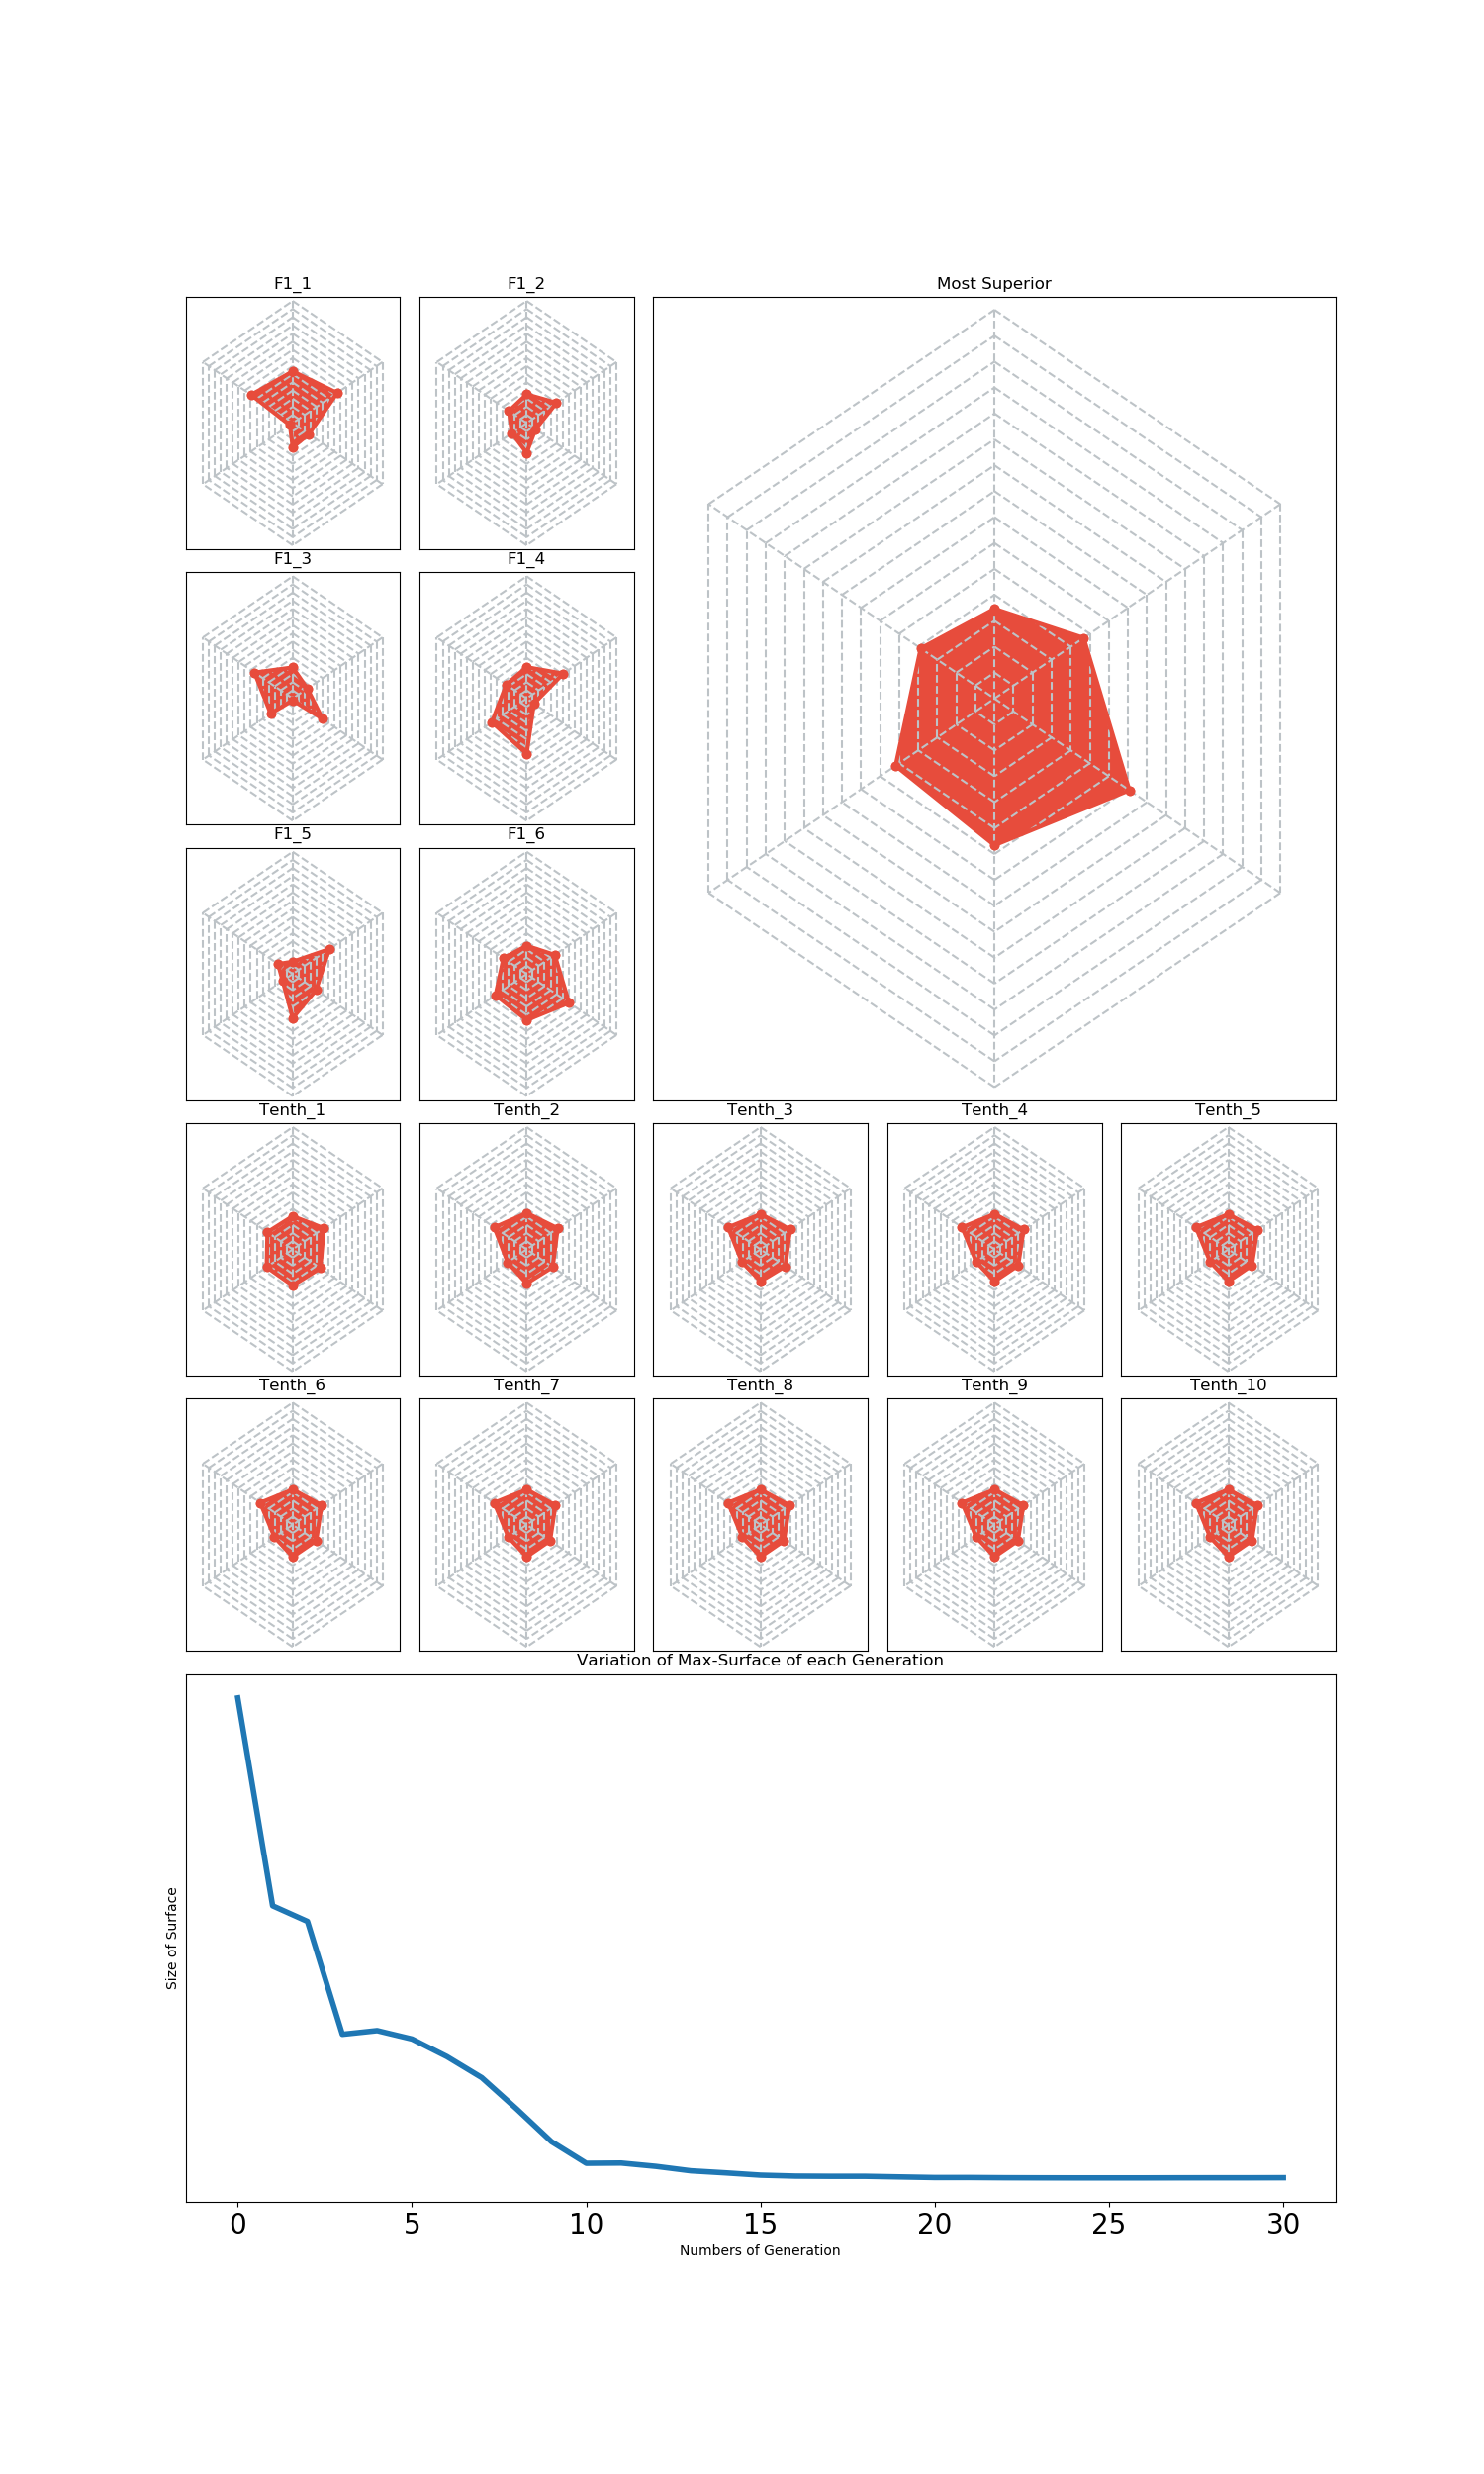 F1_1
F1_2
Most Superior
F1_3
F1_4
F1_5
F1_6
Tenth_1
Tenth_2
Tenth_3
Tenth_4
Tenth_5
Tenth_6
Tenth_7
Tenth_8
Tenth_9
Tenth_10
Variation of Max-Surface of each Generation
Size of Surface
0 5 10 15 20 25 30
Numbers of Generation